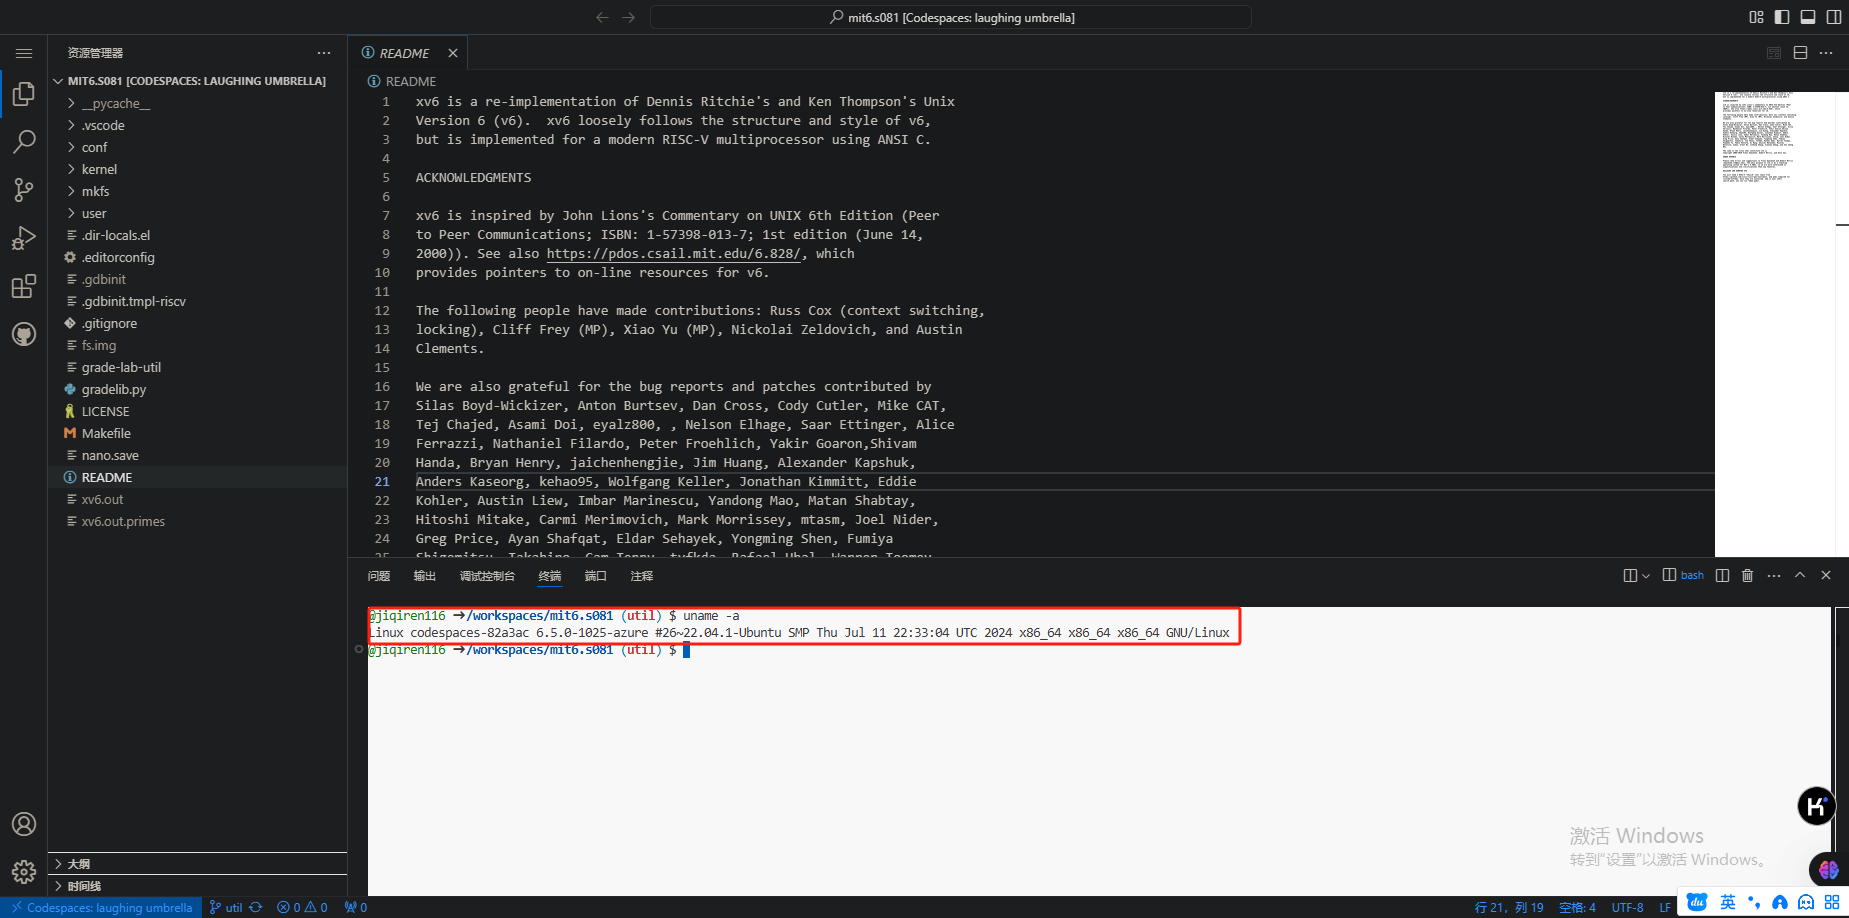 mit6.s081 [Codespaces: laughing umbrella]
资源管理器
README
MIT6.S081 [CODESPACES: LAUGHING UMBRELLA]
__pycache__
.vscode
conf
kernel
mkfs
user
.dir-locals.el
.editorconfig
.gdbinit
.gdbinit.tmpl-riscv
.gitignore
fs.img
grade-lab-util
gradelib.py
LICENSE
Makefile
nano.save
README
xv6.out
xv6.out.primes
大纲
时间线
README
1 xv6 is a re-implementation of Dennis Ritchie's and Ken Thompson's Unix
2 Version 6 (v6).  xv6 loosely follows the structure and style of v6,
3 but is implemented for a modern RISC-V multiprocessor using ANSI C.
4
5 ACKNOWLEDGMENTS
6
7 xv6 is inspired by John Lions's Commentary on UNIX 6th Edition (Peer
8 to Peer Communications; ISBN: 1-57398-013-7; 1st edition (June 14,
9 2000)). See also https://pdos.csail.mit.edu/6.828/, which
10 provides pointers to on-line resources for v6.
11
12 The following people have made contributions: Russ Cox (context switching,
13 locking), Cliff Frey (MP), Xiao Yu (MP), Nickolai Zeldovich, and Austin
14 Clements.
15
16 We are also grateful for the bug reports and patches contributed by
17 Silas Boyd-Wickizer, Anton Burtsev, Dan Cross, Cody Cutler, Mike CAT,
18 Tej Chajed, Asami Doi, eyalz800, , Nelson Elhage, Saar Ettinger, Alice
19 Ferrazzi, Nathaniel Filardo, Peter Froehlich, Yakir Goaron,Shivam
20 Handa, Bryan Henry, jaichenhengjie, Jim Huang, Alexander Kapshuk,
21 Anders Kaseorg, kehao95, Wolfgang Keller, Jonathan Kimmitt, Eddie
22 Kohler, Austin Liew, Imbar Marinescu, Yandong Mao, Matan Shabtay,
23 Hitoshi Mitake, Carmi Merimovich, Mark Morrissey, mtasm, Joel Nider,
24 Greg Price, Ayan Shafqat, Eldar Sehayek, Yongming Shen, Fumiya
问题 输出 调试控制台 终端 端口 注释
bash
@jiqiren116 ➜/workspaces/mit6.s081 (util) $ uname -a
Linux codespaces-82a3ac 6.5.0-1025-azure #26~22.04.1-Ubuntu SMP Thu Jul 11 22:33:04 UTC 2024 x86_64 x86_64 x86_64 GNU/Linux
@jiqiren116 ➜/workspaces/mit6.s081 (util) $
激活 Windows
转到"设置"以激活 Windows。
Codespaces: laughing umbrella util 0 0 0 行 21，列 19 空格: 4 UTF-8 LF
du 英